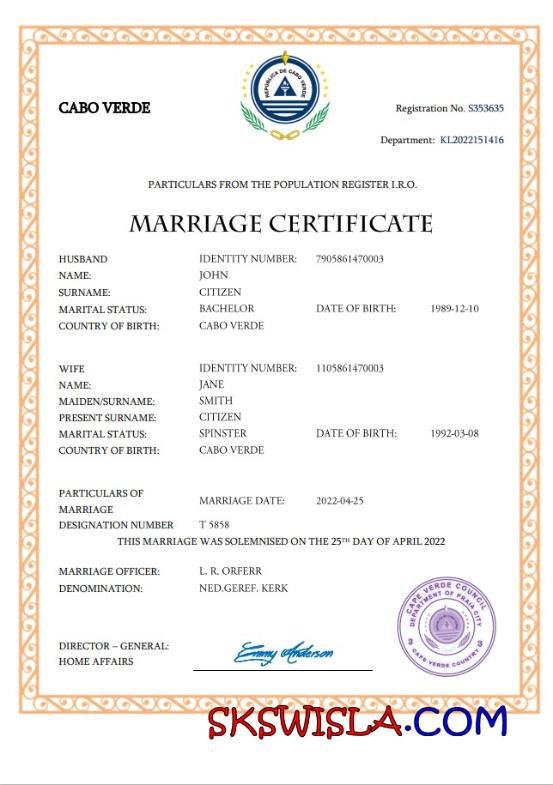 REPÚBLICA DE CABO VERDE
CABO VERDE
Registration No. S353635
Department: KL2022151416
PARTICULARS FROM THE POPULATION REGISTER I.R.O.
MARRIAGE CERTIFICATE
HUSBAND IDENTITY NUMBER: 7905861470003
NAME: JOHN
SURNAME: CITIZEN
MARITAL STATUS: BACHELOR DATE OF BIRTH: 1989-12-10
COUNTRY OF BIRTH: CABO VERDE
WIFE IDENTITY NUMBER: 1105861470003
NAME: JANE
MAIDEN/SURNAME: SMITH
PRESENT SURNAME: CITIZEN
MARITAL STATUS: SPINSTER DATE OF BIRTH: 1992-03-08
COUNTRY OF BIRTH: CABO VERDE
PARTICULARS OF
MARRIAGE MARRIAGE DATE: 2022-04-25
DESIGNATION NUMBER T 5858
THIS MARRIAGE WAS SOLEMNISED ON THE 25TH DAY OF APRIL 2022
MARRIAGE OFFICER: L. R. ORFERR
DENOMINATION: NED.GEREF. KERK
CAPE VERDE COUNCIL
DEPARTMENT OF PRAIA CITY
CAPE VERDE COUNTRY
DIRECTOR – GENERAL:
HOME AFFAIRS
Emmy Anderson
SKSWISLA.COM